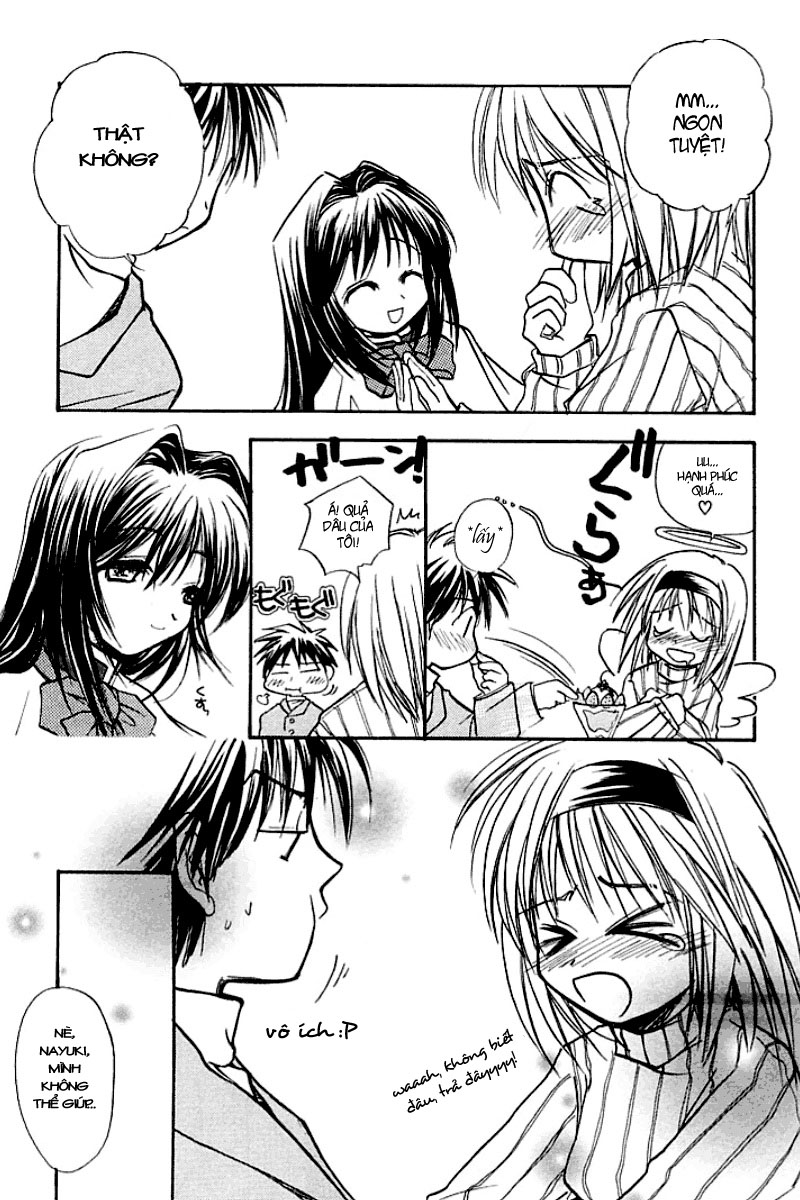 MM...
NGON
TUYỆT!
THẬT
KHÔNG?
UU...
HẠNH PHÚC
QUÁ...
♡
ぐらぁ
*lấy*
ガーン!
Á! QUẢ
DÂU CỦA
TÔI!
もぐもぐ
くす
vô ích :P
waaah, không biết
đâu, trả đâyyyy!
NÈ,
NAYUKI,
MÌNH
KHÔNG
THỂ GIÚP...